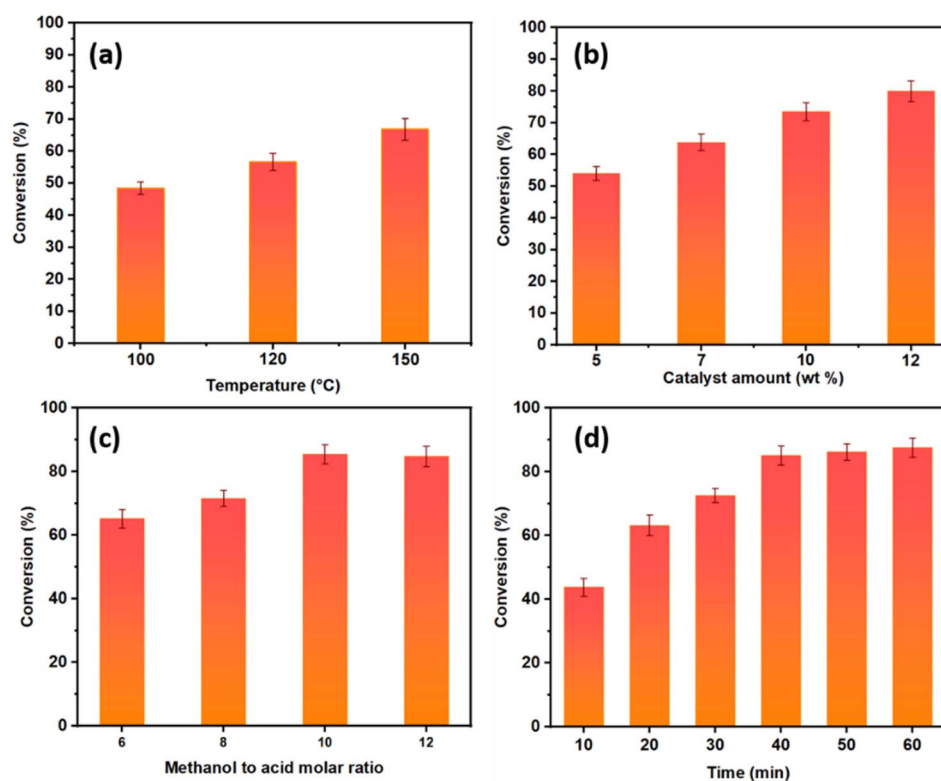 (a)
100
90
80
70
60
50
40
30
20
10
0
Conversion (%)
100 120 150
Temperature (°C)
(b)
100
90
80
70
60
50
40
30
20
10
0
Conversion (%)
5 7 10 12
Catalyst amount (wt %)
(c)
100
80
60
40
20
0
Conversion (%)
6 8 10 12
Methanol to acid molar ratio
(d)
100
80
60
40
20
0
Conversion (%)
10 20 30 40 50 60
Time (min)